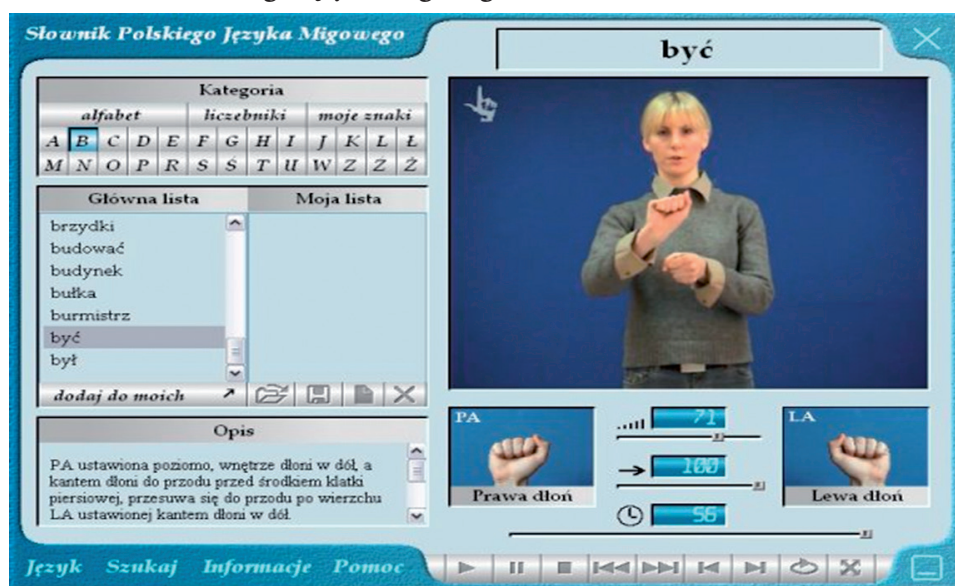 Słownik Polskiego Języka Migowego
być
Kategoria
alfabet liczebniki moje znaki
A B C D E F G H I J K L Ł
M N O P R S Ś T U W Z Ź Ż
Główna lista Moja lista
brzydki
budować
budynek
bułka
burmistrz
być
był
dodaj do moich
Opis
PA ustawiona poziomo, wnętrze dłoni w dół, a
kantem dłoni do przodu przed środkiem klatki
piersiowej, przesuwa się do przodu po wierzchu
LA ustawionej kantem dłoni w dół.
PA
Prawa dłoń
71
100
56
LA
Lewa dłoń
Język Szukaj Informacje Pomoc